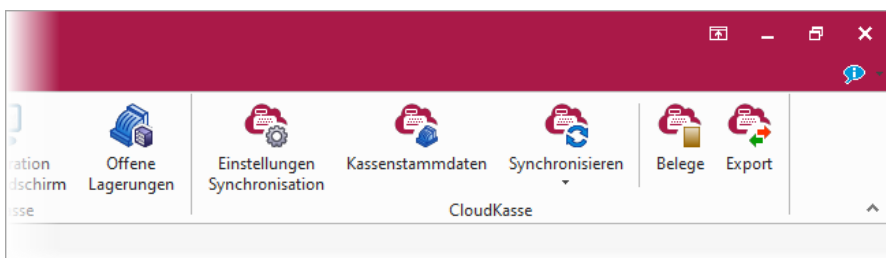 Offene
Lagerungen
Einstellungen
Synchronisation
Kassenstammdaten
Synchronisieren
Belege
Export
CloudKasse